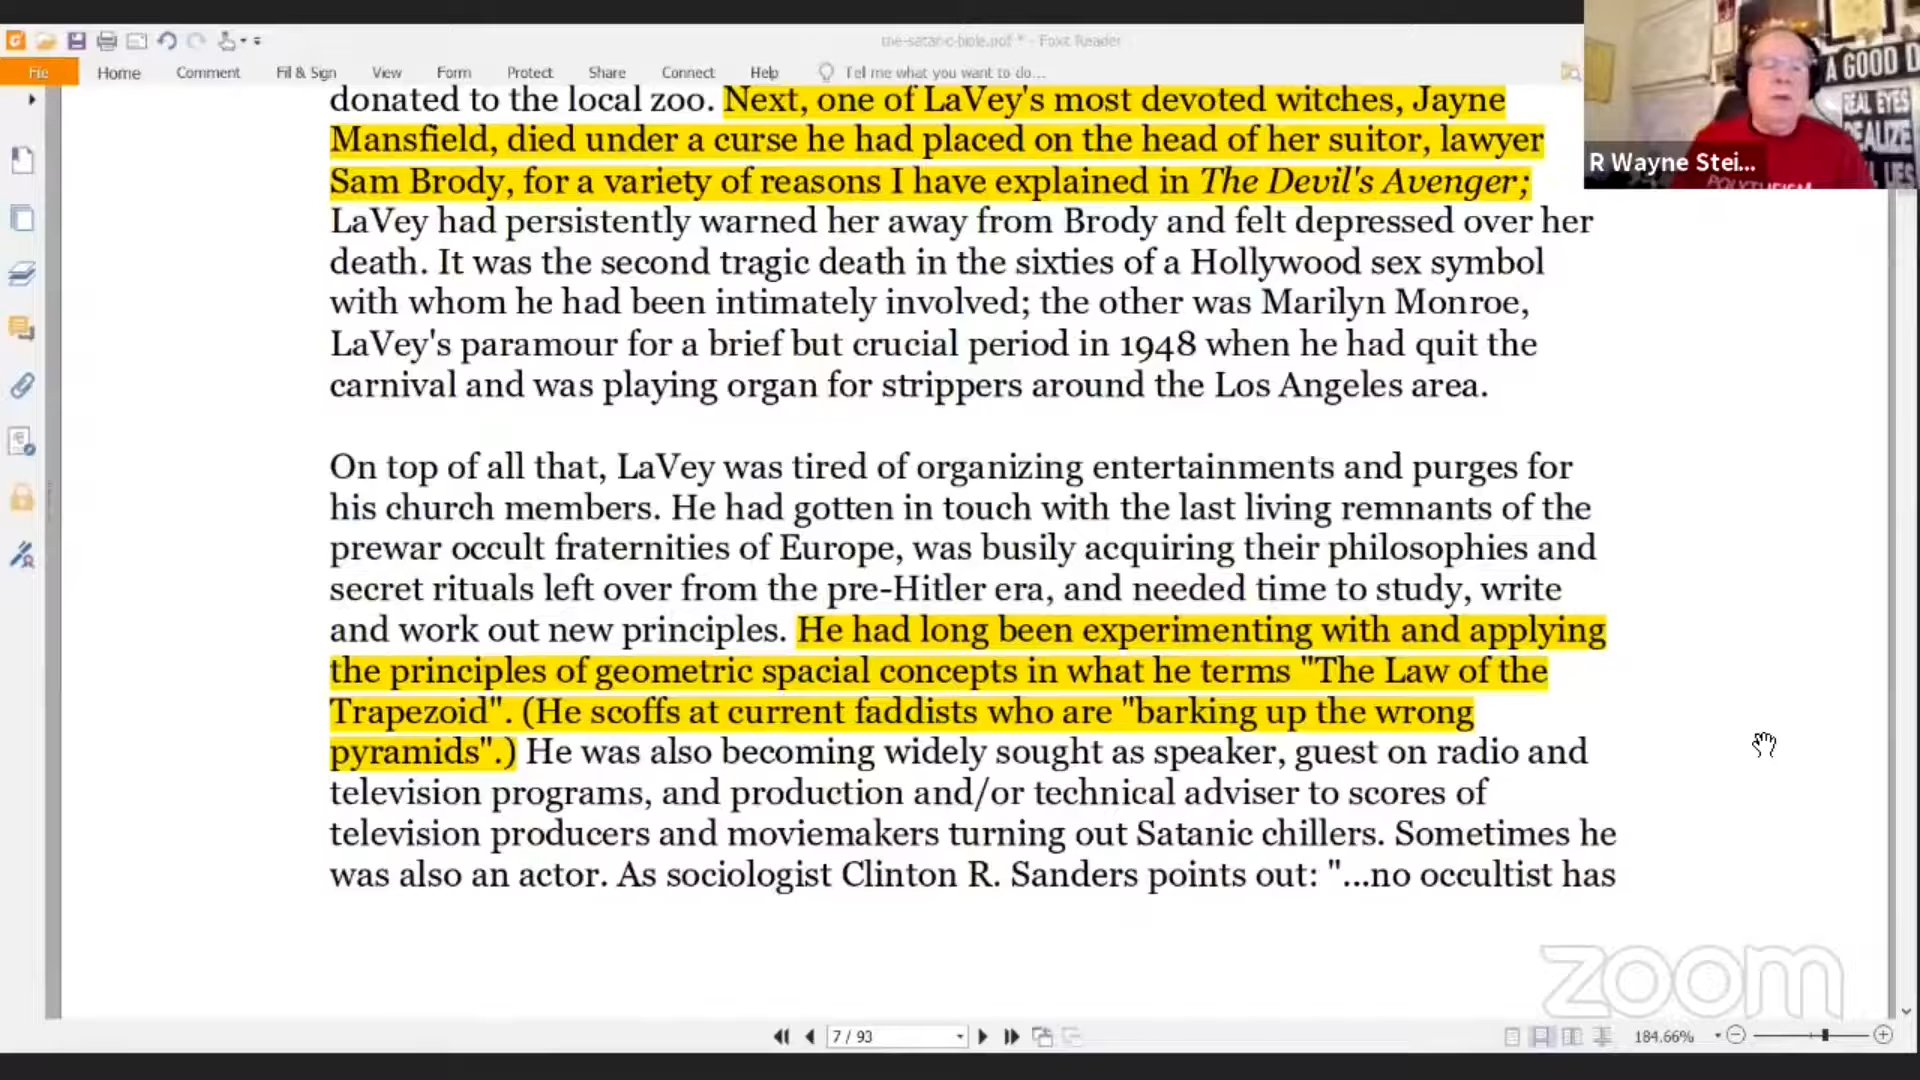 the-satanic-bible.pdf * - Foxit Reader
File Home Comment Fill & Sign View Form Protect Share Connect Help Tell me what you want to do...
donated to the local zoo. Next, one of LaVey's most devoted witches, Jayne
Mansfield, died under a curse he had placed on the head of her suitor, lawyer
Sam Brody, for a variety of reasons I have explained in The Devil's Avenger;
LaVey had persistently warned her away from Brody and felt depressed over her
death. It was the second tragic death in the sixties of a Hollywood sex symbol
with whom he had been intimately involved; the other was Marilyn Monroe,
LaVey's paramour for a brief but crucial period in 1948 when he had quit the
carnival and was playing organ for strippers around the Los Angeles area.
On top of all that, LaVey was tired of organizing entertainments and purges for
his church members. He had gotten in touch with the last living remnants of the
prewar occult fraternities of Europe, was busily acquiring their philosophies and
secret rituals left over from the pre-Hitler era, and needed time to study, write
and work out new principles. He had long been experimenting with and applying
the principles of geometric spacial concepts in what he terms "The Law of the
Trapezoid". (He scoffs at current faddists who are "barking up the wrong
pyramids".) He was also becoming widely sought as speaker, guest on radio and
television programs, and production and/or technical adviser to scores of
television producers and moviemakers turning out Satanic chillers. Sometimes he
was also an actor. As sociologist Clinton R. Sanders points out: "...no occultist has
A GOOD D
REAL EYES
REALIZE
LIES
R Wayne Stei...
POLYTHEISM
zoom
7 / 93
184.66%